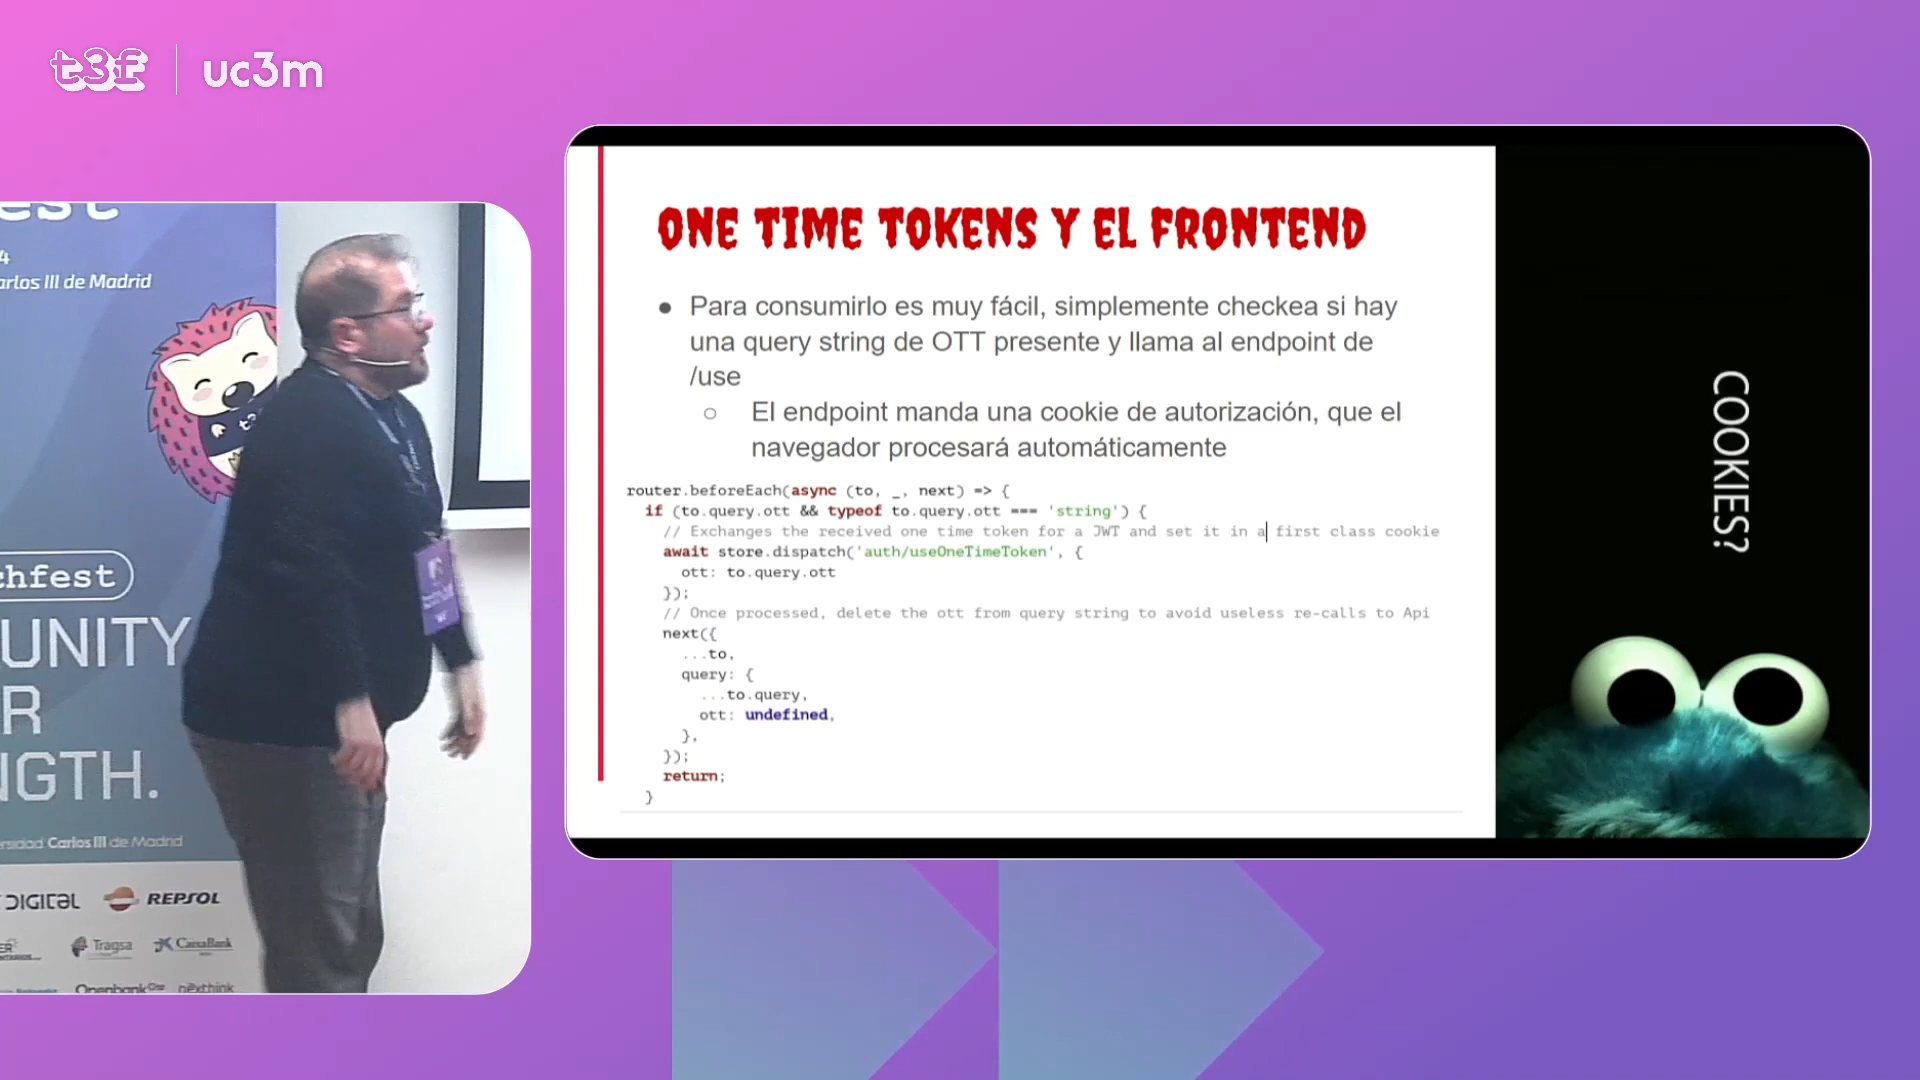 t3f | uc3m
est
4
arlos III de Madrid
chfest
UNITY
R
NGTH.
rsidad Carlos III de Madrid
DIGITAL
REPSOL
Tragsa
CaixaBank
Openbank
nexthink
ONE TIME TOKENS Y EL FRONTEND
● Para consumirlo es muy fácil, simplemente checkea si hay
una query string de OTT presente y llama al endpoint de
/use
○ El endpoint manda una cookie de autorización, que el
navegador procesará automáticamente
router.beforeEach(async (to, _, next) => {
if (to.query.ott && typeof to.query.ott === 'string') {
// Exchanges the received one time token for a JWT and set it in a first class cookie
await store.dispatch('auth/useOneTimeToken', {
ott: to.query.ott
});
// Once processed, delete the ott from query string to avoid useless re-calls to Api
next({
...to,
query: {
...to.query,
ott: undefined,
},
});
return;
}
COOKIES?